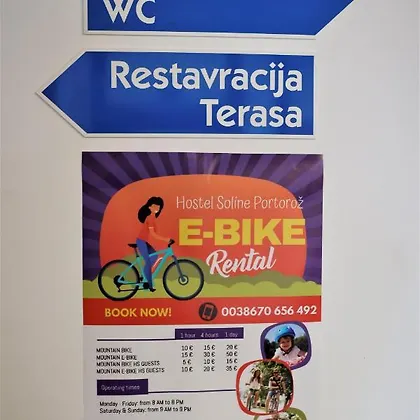 WC
Restavracija
Terasa
Hostel Soline Portorož
E-BIKE
Rental
BOOK NOW! 0038670 656 492
1 hour 4 hours 1 day
MOUNTAIN BIKE 10 € 15 € 20 €
MOUNTAIN E-BIKE 15 € 30 € 50 €
MOUNTAIN BIKE HS GUESTS 5 € 10 € 15 €
MOUNTAIN E-BIKE HS GUESTS 10 € 20 € 35 €
Operating times
Monday - Friday: from 8 AM to 8 PM
Saturday & Sunday: from 9 AM to 9 PM